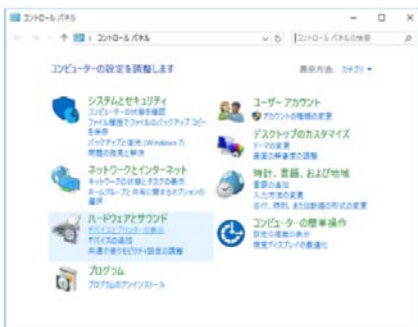 コントロール パネル
コントロール パネル
コントロール パネルの検索
コンピューターの設定を調整します
表示方法: カテゴリ
システムとセキュリティ
コンピューターの状態を確認
ファイル履歴でファイルのバックアップ コピー
を保存
バックアップと復元 (Windows 7)
問題の発見と解決
ネットワークとインターネット
ネットワークの状態とタスクの表示
ホームグループと共有に関するオプションの
選択
ハードウェアとサウンド
デバイスとプリンターの表示
デバイスの追加
共通で使うモビリティ設定の調整
プログラム
プログラムのアンインストール
ユーザー アカウント
アカウントの種類の変更
デスクトップのカスタマイズ
テーマの変更
画面の解像度の調整
時計、言語、および地域
言語の追加
入力方法の変更
日付、時刻、または数値の形式の変更
コンピューターの簡単操作
設定の提案の表示
視覚ディスプレイの最適化